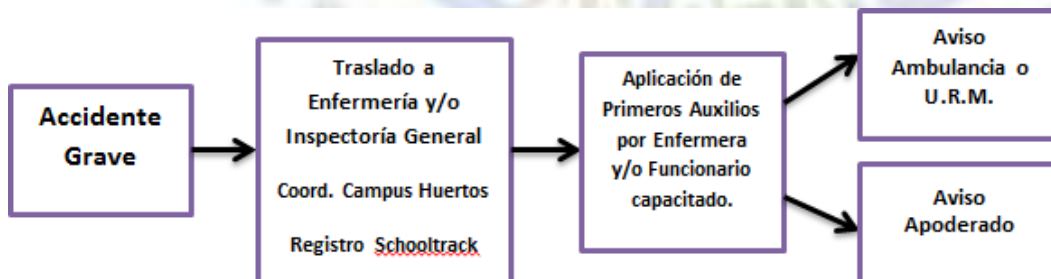 Accidente
Grave
Traslado a
Enfermería y/o
Inspectoría General
Coord. Campus Huertos
Registro Schooltrack
Aplicación de
Primeros Auxilios
por Enfermera
y/o Funcionario
capacitado.
Aviso
Ambulancia o
U.R.M.
Aviso
Apoderado